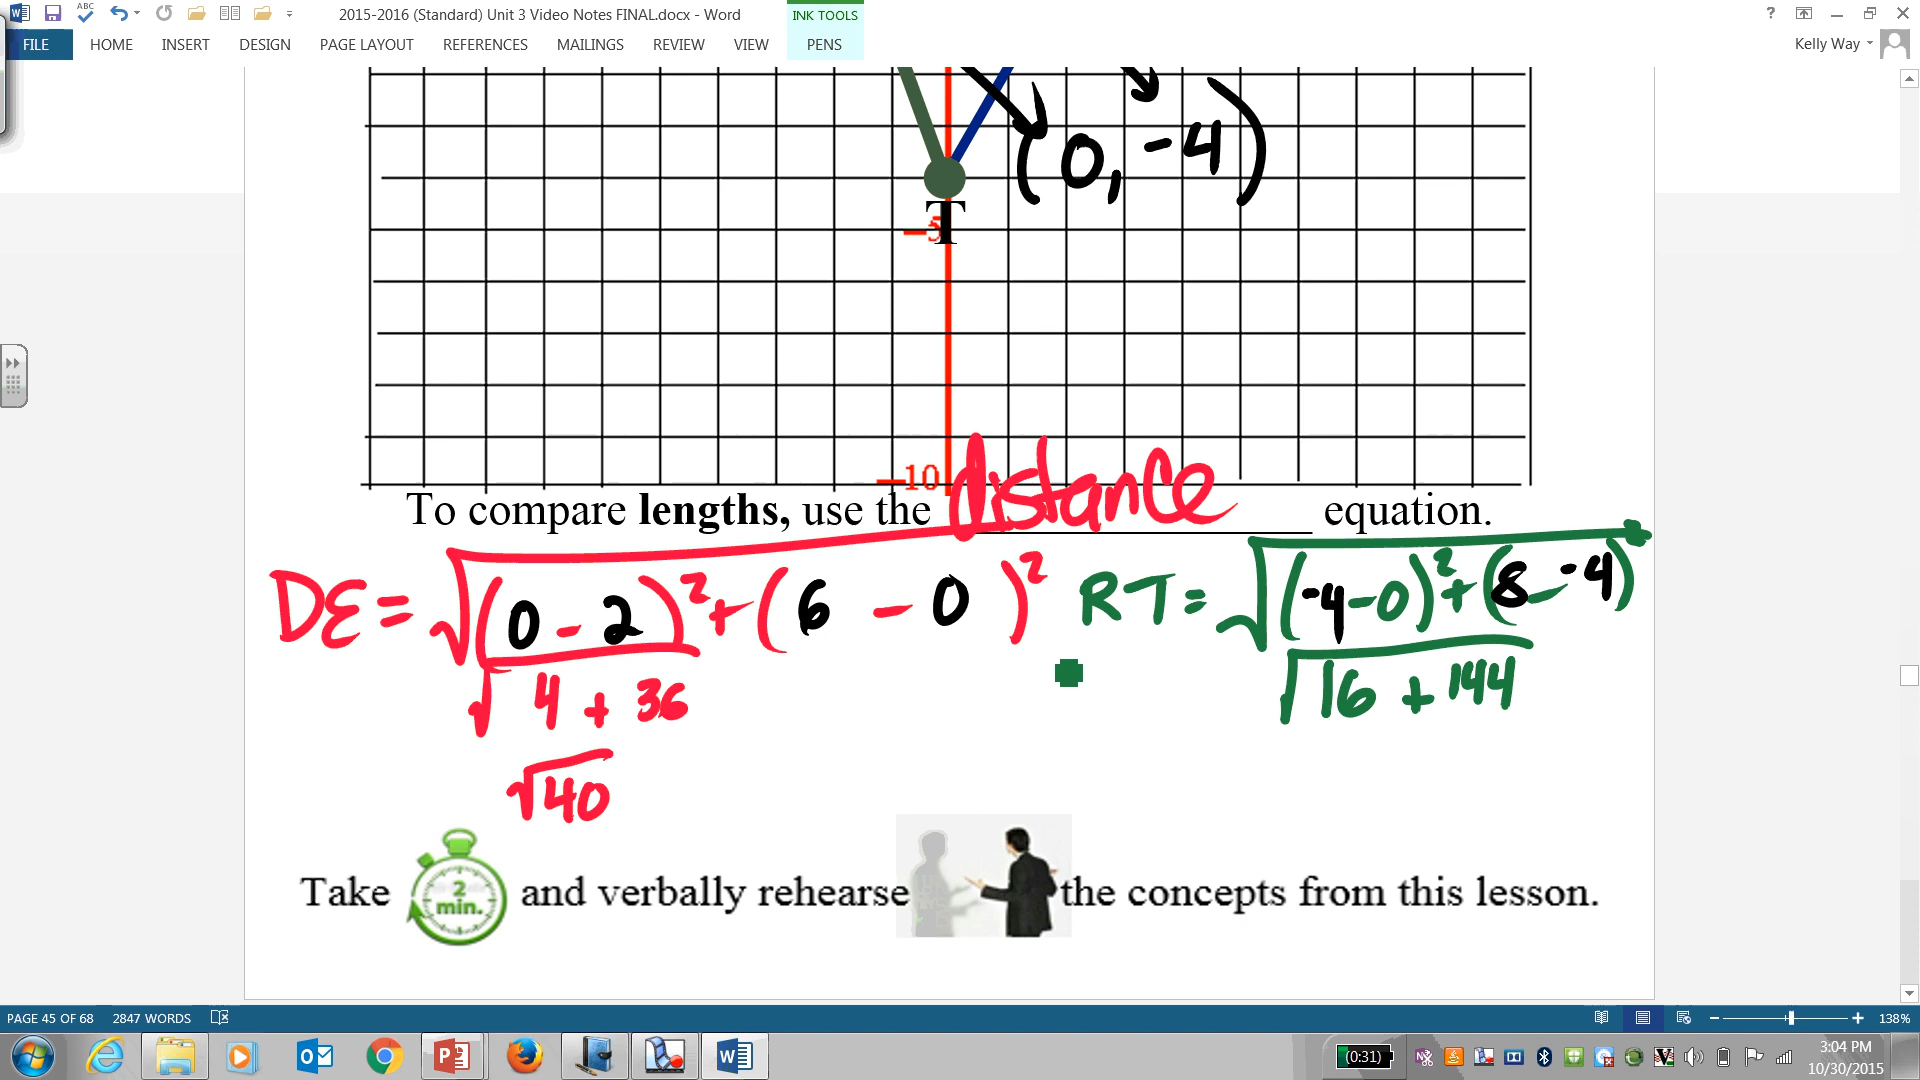 2015-2016 (Standard) Unit 3 Video Notes FINAL.docx - Word
INK TOOLS
FILE HOME INSERT DESIGN PAGE LAYOUT REFERENCES MAILINGS REVIEW VIEW PENS
Kelly Way
(0, -4)
T
-5
-10
To compare lengths, use the distance equation.
DE = √(0 - 2)² + (6 - 0)²
√4 + 36
√40
RT = √(-4-0)² + (8 - -4)
√16 + 144
Take 2 min. and verbally rehearse the concepts from this lesson.
PAGE 45 OF 68 2847 WORDS
138%
(0:31)
3:04 PM
10/30/2015